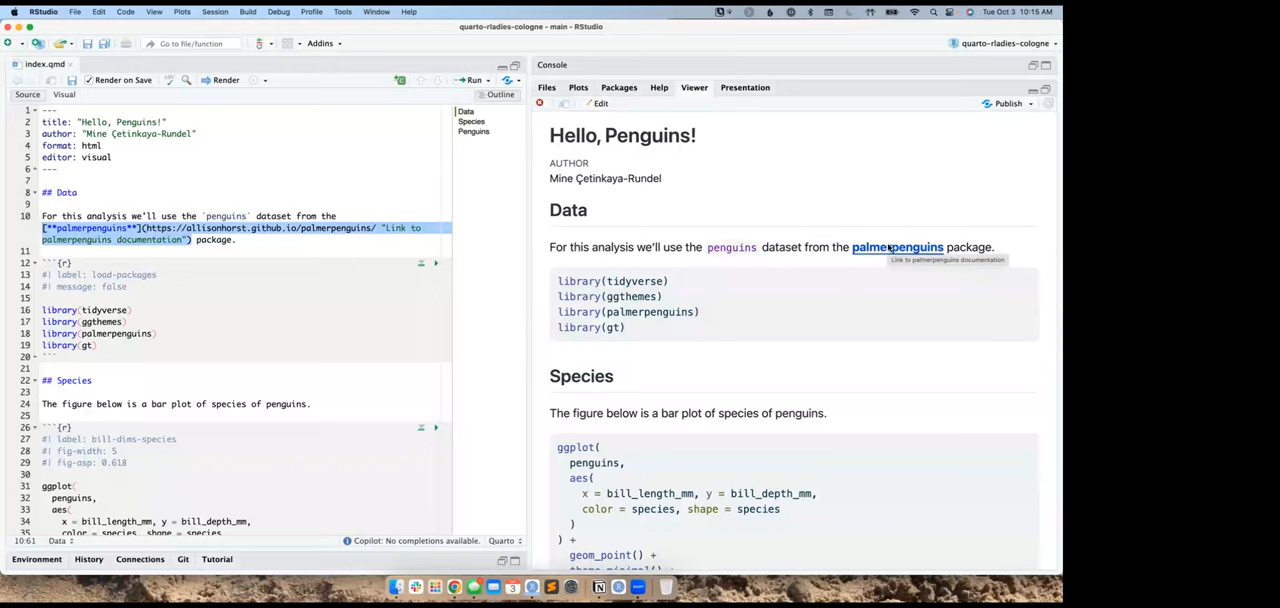 RStudio File Edit Code View Plots Session Build Debug Profile Tools Window Help Tue Oct 3 10:15 AM
quarto-rladies-cologne - main - RStudio
Go to file/function Addins quarto-rladies-cologne
index.qmd
Render on Save Render Run
Source Visual Outline
1 ---
2 title: "Hello, Penguins!"
3 author: "Mine Çetinkaya-Rundel"
4 format: html
5 editor: visual
6 ---
7
8 ## Data
9
10 For this analysis we'll use the `penguins` dataset from the
[**palmerpenguins**](https://allisonhorst.github.io/palmerpenguins/ "Link to
palmerpenguins documentation") package.
11
12 ```{r}
13 #| label: load-packages
14 #| message: false
15
16 library(tidyverse)
17 library(ggthemes)
18 library(palmerpenguins)
19 library(gt)
20 ```
21
22 ## Species
23
24 The figure below is a bar plot of species of penguins.
25
26 ```{r}
27 #| label: bill-dims-species
28 #| fig-width: 5
29 #| fig-asp: 0.618
30
31 ggplot(
32 penguins,
33 aes(
34 x = bill_length_mm, y = bill_depth_mm,
35 color = species, shape = species
10:61 Data Copilot: No completions available. Quarto
Environment History Connections Git Tutorial
Data
Species
Penguins
Console
Files Plots Packages Help Viewer Presentation
Edit Publish
Hello, Penguins!
AUTHOR
Mine Çetinkaya-Rundel
Data
For this analysis we'll use the penguins dataset from the palmerpenguins package.
Link to palmerpenguins documentation
library(tidyverse)
library(ggthemes)
library(palmerpenguins)
library(gt)
Species
The figure below is a bar plot of species of penguins.
ggplot(
penguins,
aes(
x = bill_length_mm, y = bill_depth_mm,
color = species, shape = species
)
) +
geom_point() +